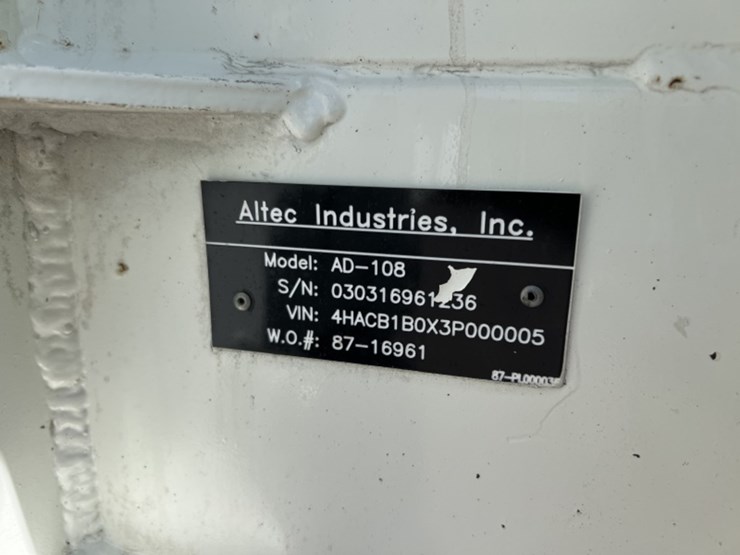 Altec Industries, Inc.
Model: AD-108
S/N: 030316961236
VIN: 4HACB1B0X3P000005
W.O.#: 87-16961